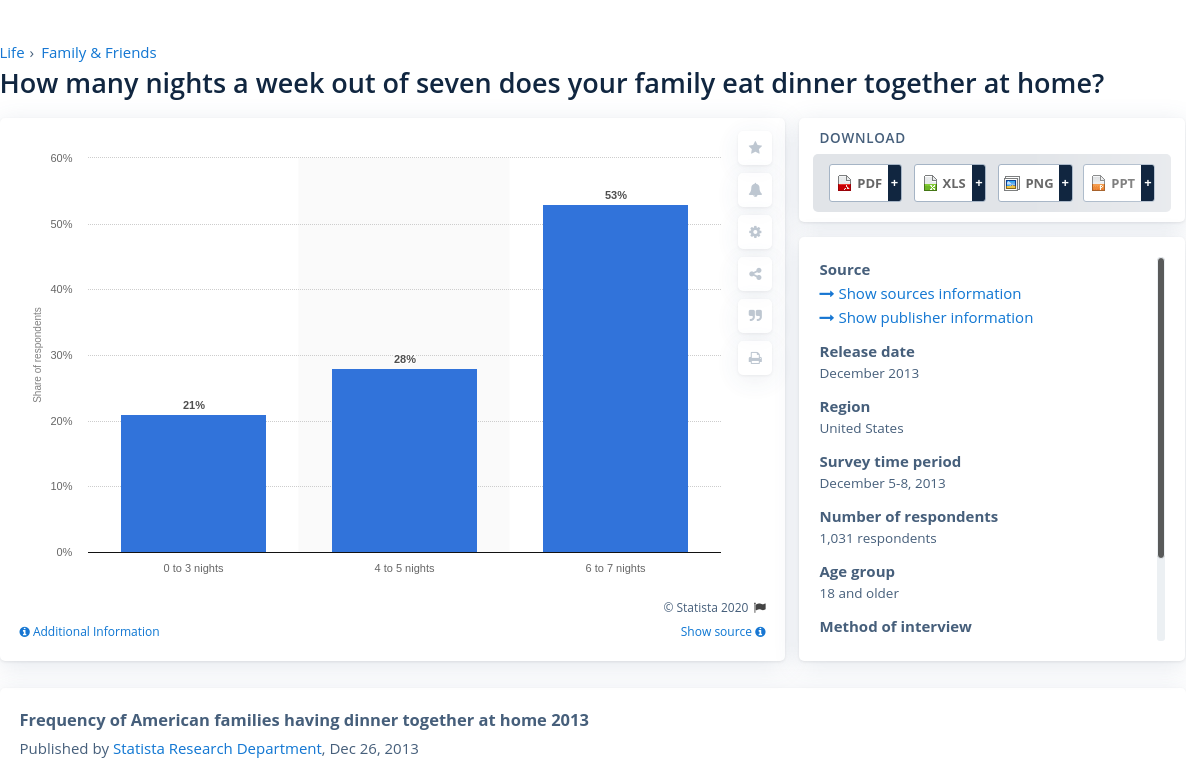 Life › Family & Friends
How many nights a week out of seven does your family eat dinner together at home?
60%
50%
40%
30%
20%
10%
0%
Share of respondents
21%
28%
53%
0 to 3 nights
4 to 5 nights
6 to 7 nights
© Statista 2020
Additional Information
Show source
DOWNLOAD
PDF +
XLS +
PNG +
PPT +
Source
Show sources information
Show publisher information
Release date
December 2013
Region
United States
Survey time period
December 5-8, 2013
Number of respondents
1,031 respondents
Age group
18 and older
Method of interview
Frequency of American families having dinner together at home 2013
Published by Statista Research Department, Dec 26, 2013